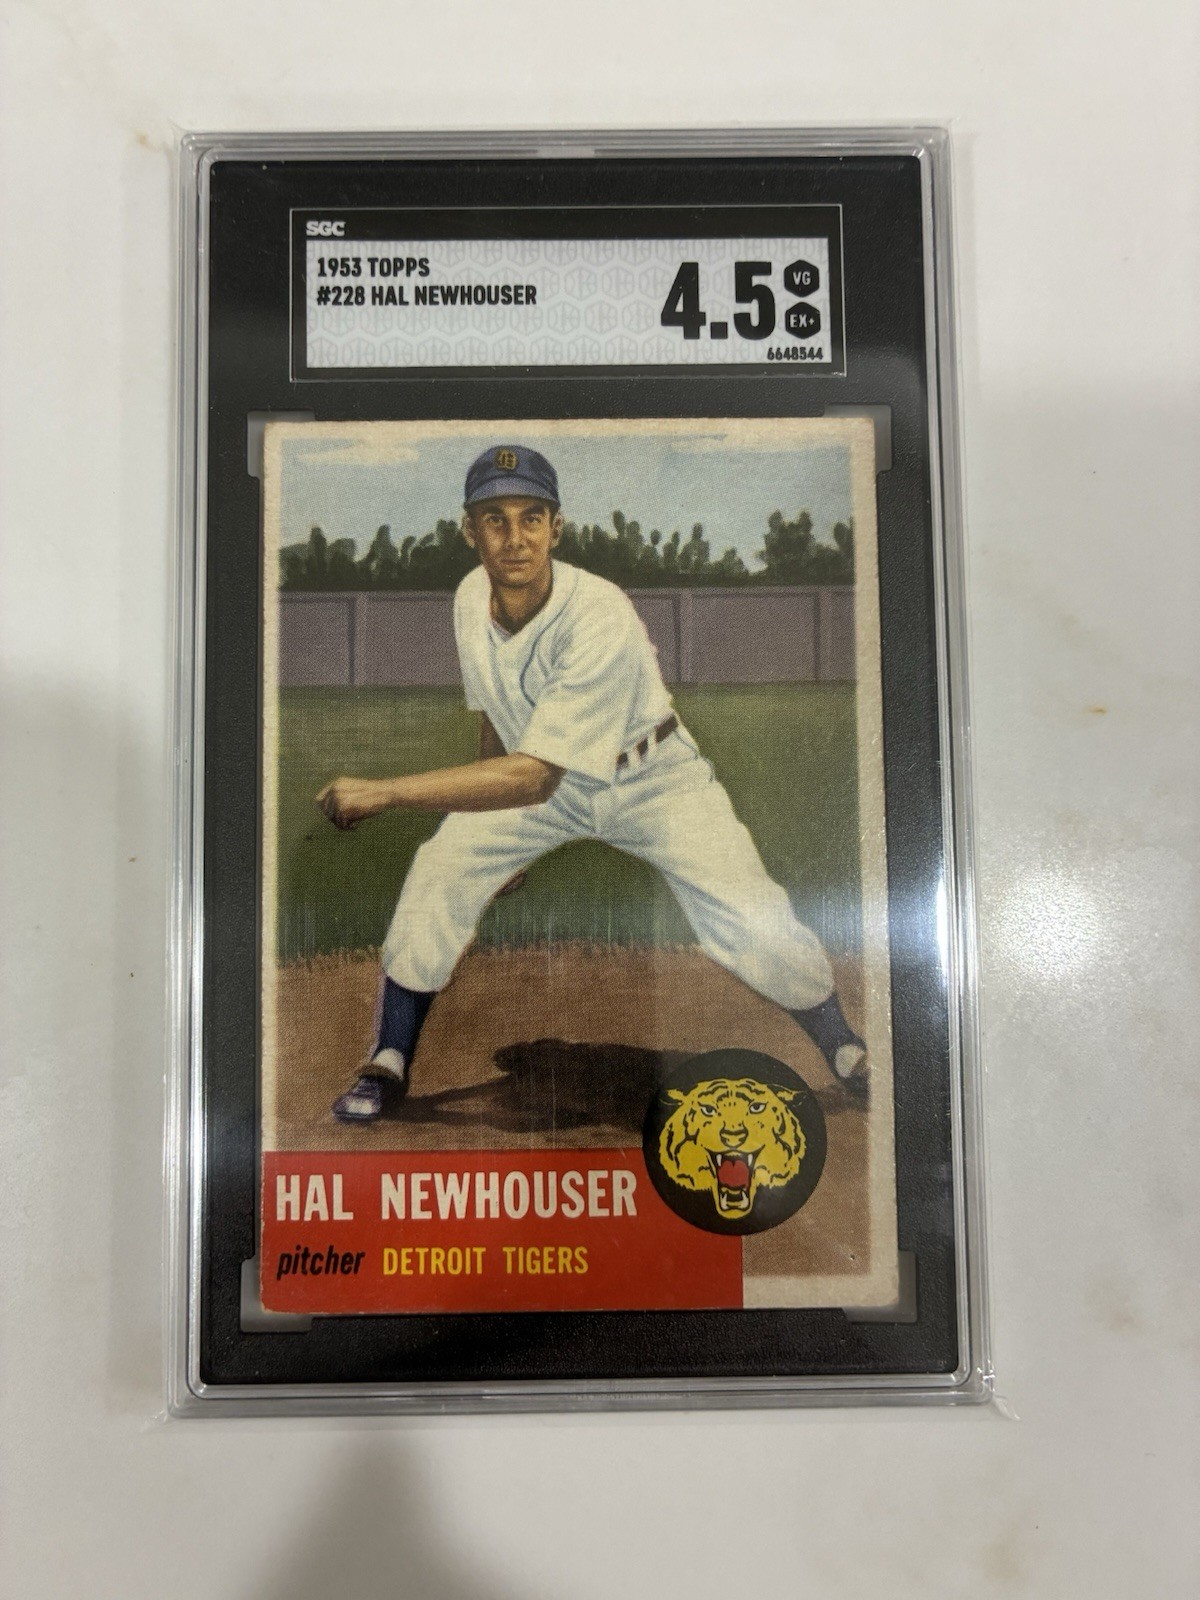 SGC
1953 TOPPS
#228 HAL NEWHOUSER
4.5
VG
EX+
6648544
D
HAL NEWHOUSER
pitcher DETROIT TIGERS